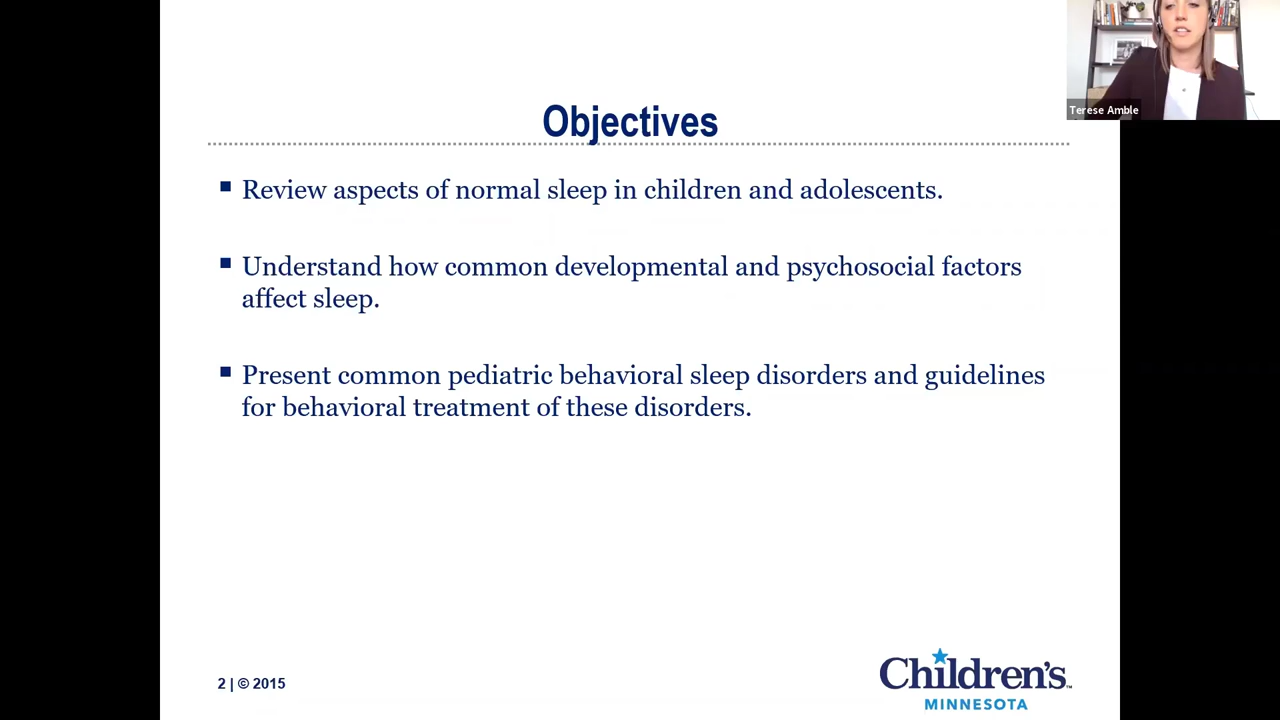 Terese Amble
Objectives
▪ Review aspects of normal sleep in children and adolescents.
▪ Understand how common developmental and psychosocial factors
affect sleep.
▪ Present common pediatric behavioral sleep disorders and guidelines
for behavioral treatment of these disorders.
2 | © 2015
Children's™
MINNESOTA